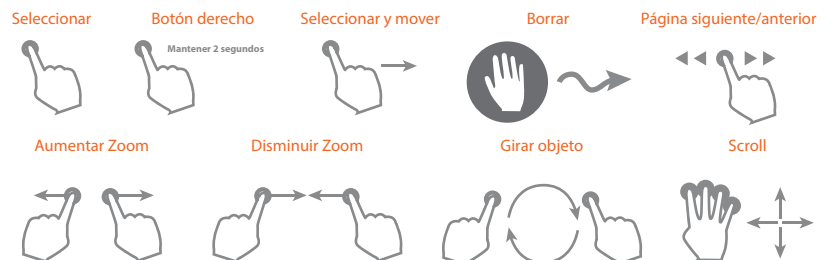 Seleccionar
Botón derecho
Seleccionar y mover
Borrar
Página siguiente/anterior
Mantener 2 segundos
Aumentar Zoom
Disminuir Zoom
Girar objeto
Scroll